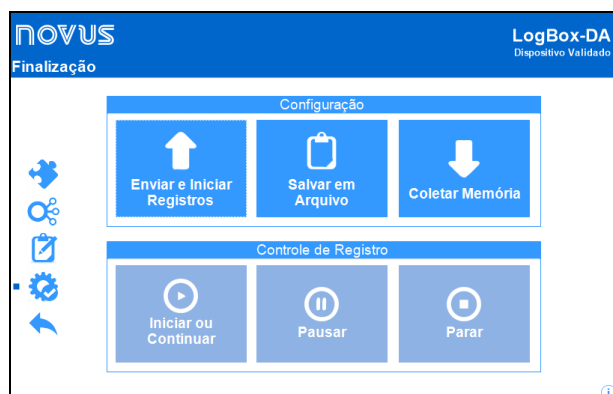 NOVUS
LogBox-DA
Dispositivo Validado
Finalização
Configuração
Enviar e Iniciar
Registros
Salvar em
Arquivo
Coletar Memória
Controle de Registro
Iniciar ou
Continuar
Pausar
Parar